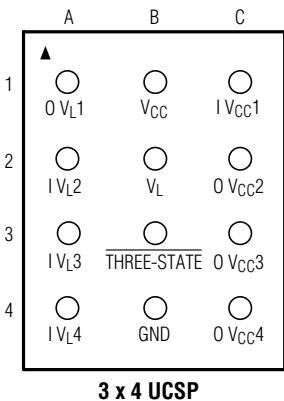 A B C
1
O VL1 VCC I VCC1
2
I VL2 VL O VCC2
3
I VL3 THREE-STATE O VCC3
4
I VL4 GND O VCC4
3 x 4 UCSP